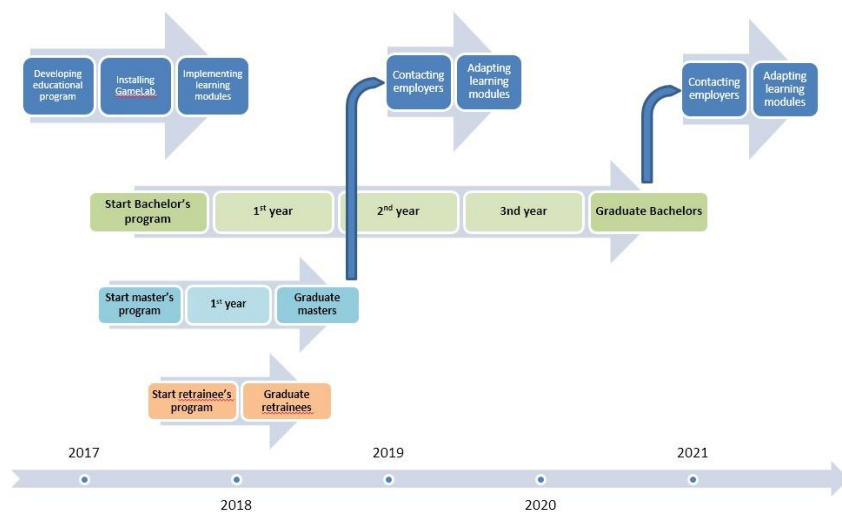 Developing
educational
program
Installing
GameLab
Implementing
learning
modules
Contacting
employers
Adapting
learning
modules
Contacting
employers
Adapting
learning
modules
Start Bachelor's
program
1st year
2nd year
3nd year
Graduate Bachelors
Start master's
program
1st year
Graduate
masters
Start retrainee's
program
Graduate
retrainees
2017
2018
2019
2020
2021